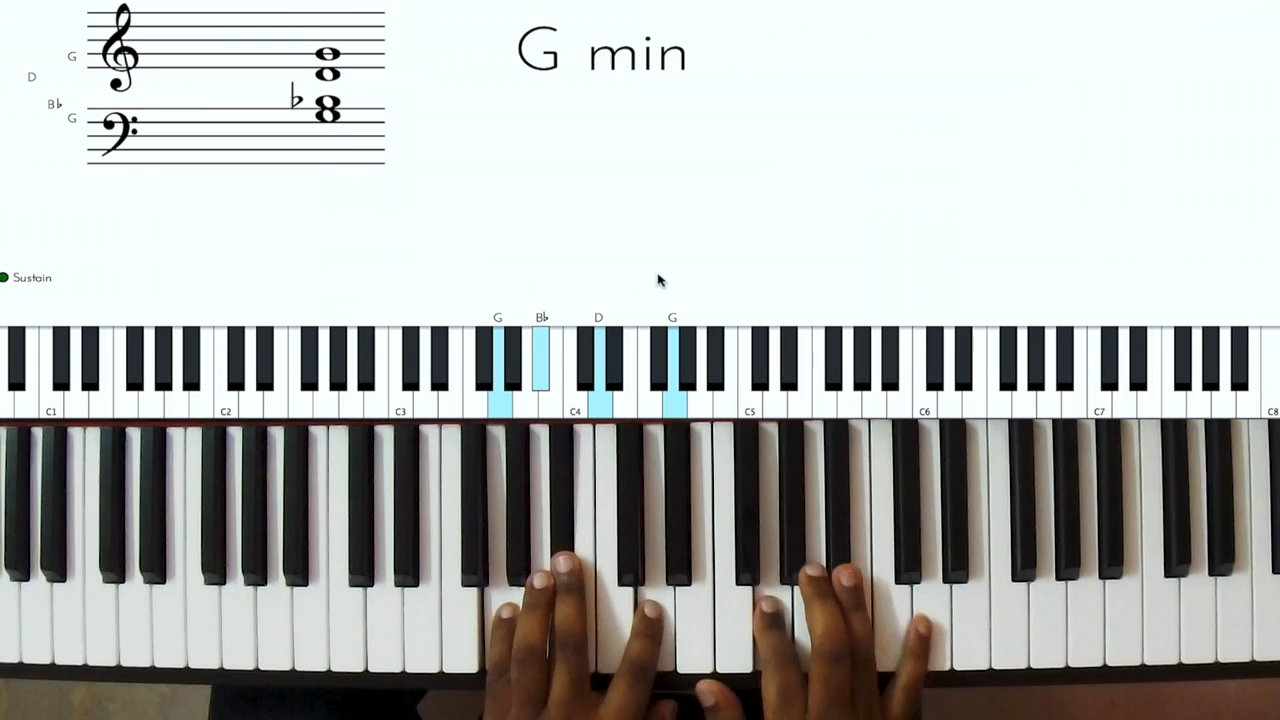 G min
G
D
B♭
G
Sustain
G B♭ D G
C1 C2 C3 C4 C5 C6 C7 C8